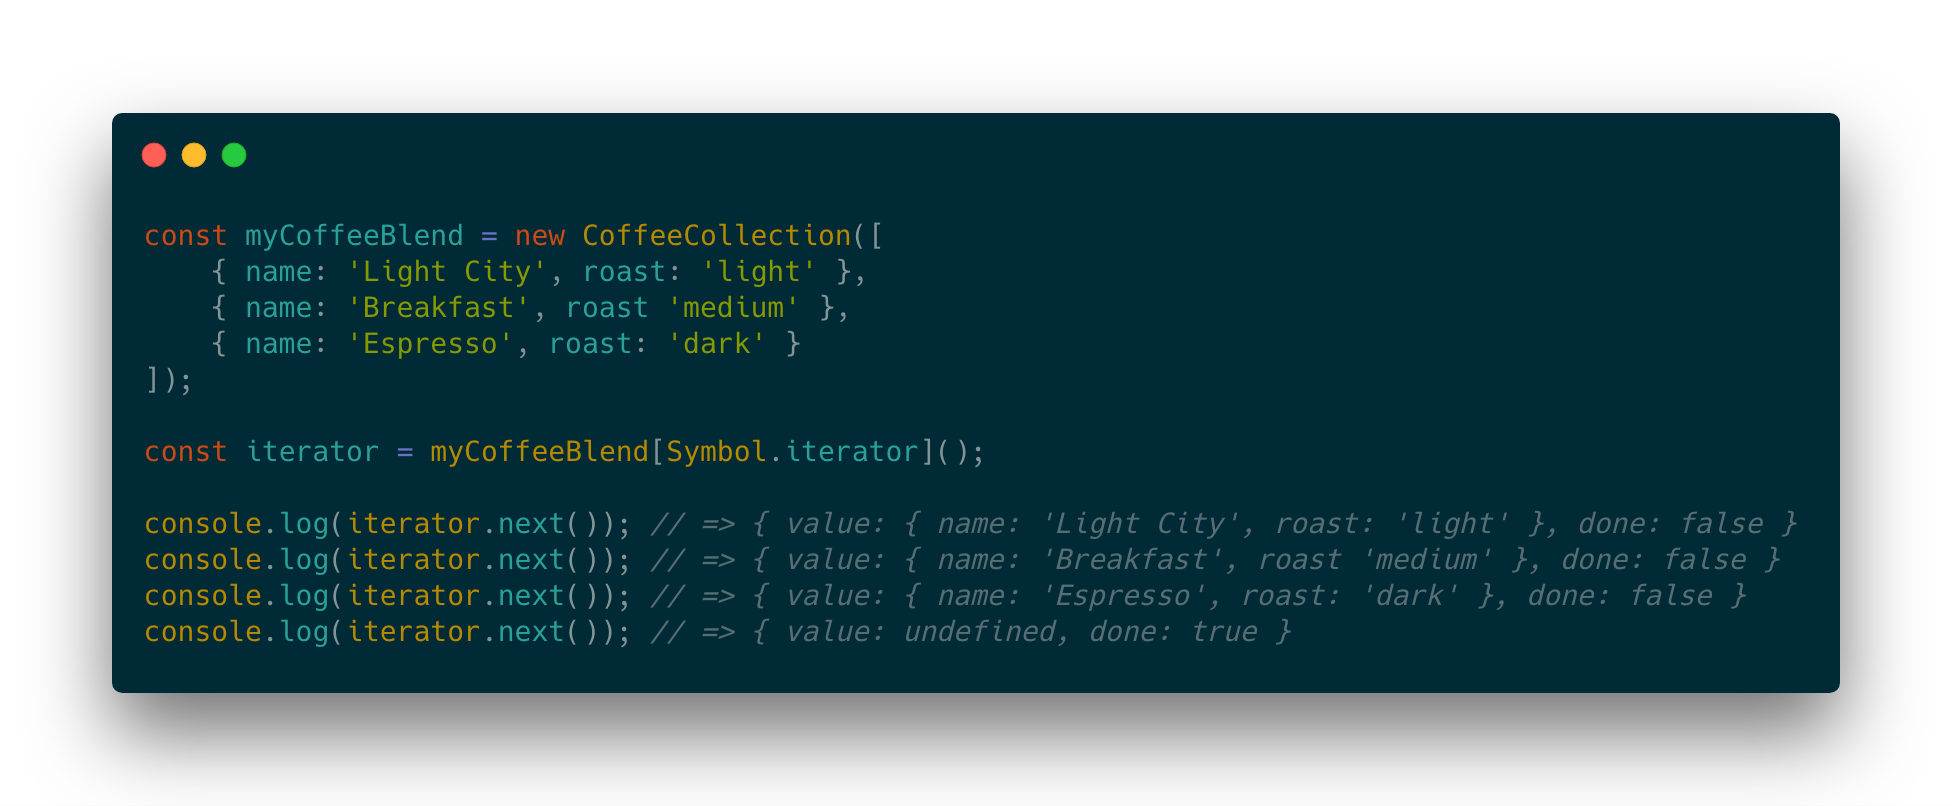 const myCoffeeBlend = new CoffeeCollection([
    { name: 'Light City', roast: 'light' },
    { name: 'Breakfast', roast 'medium' },
    { name: 'Espresso', roast: 'dark' }
]);
const iterator = myCoffeeBlend[Symbol.iterator]();
console.log(iterator.next()); // => { value: { name: 'Light City', roast: 'light' }, done: false }
console.log(iterator.next()); // => { value: { name: 'Breakfast', roast 'medium' }, done: false }
console.log(iterator.next()); // => { value: { name: 'Espresso', roast: 'dark' }, done: false }
console.log(iterator.next()); // => { value: undefined, done: true }